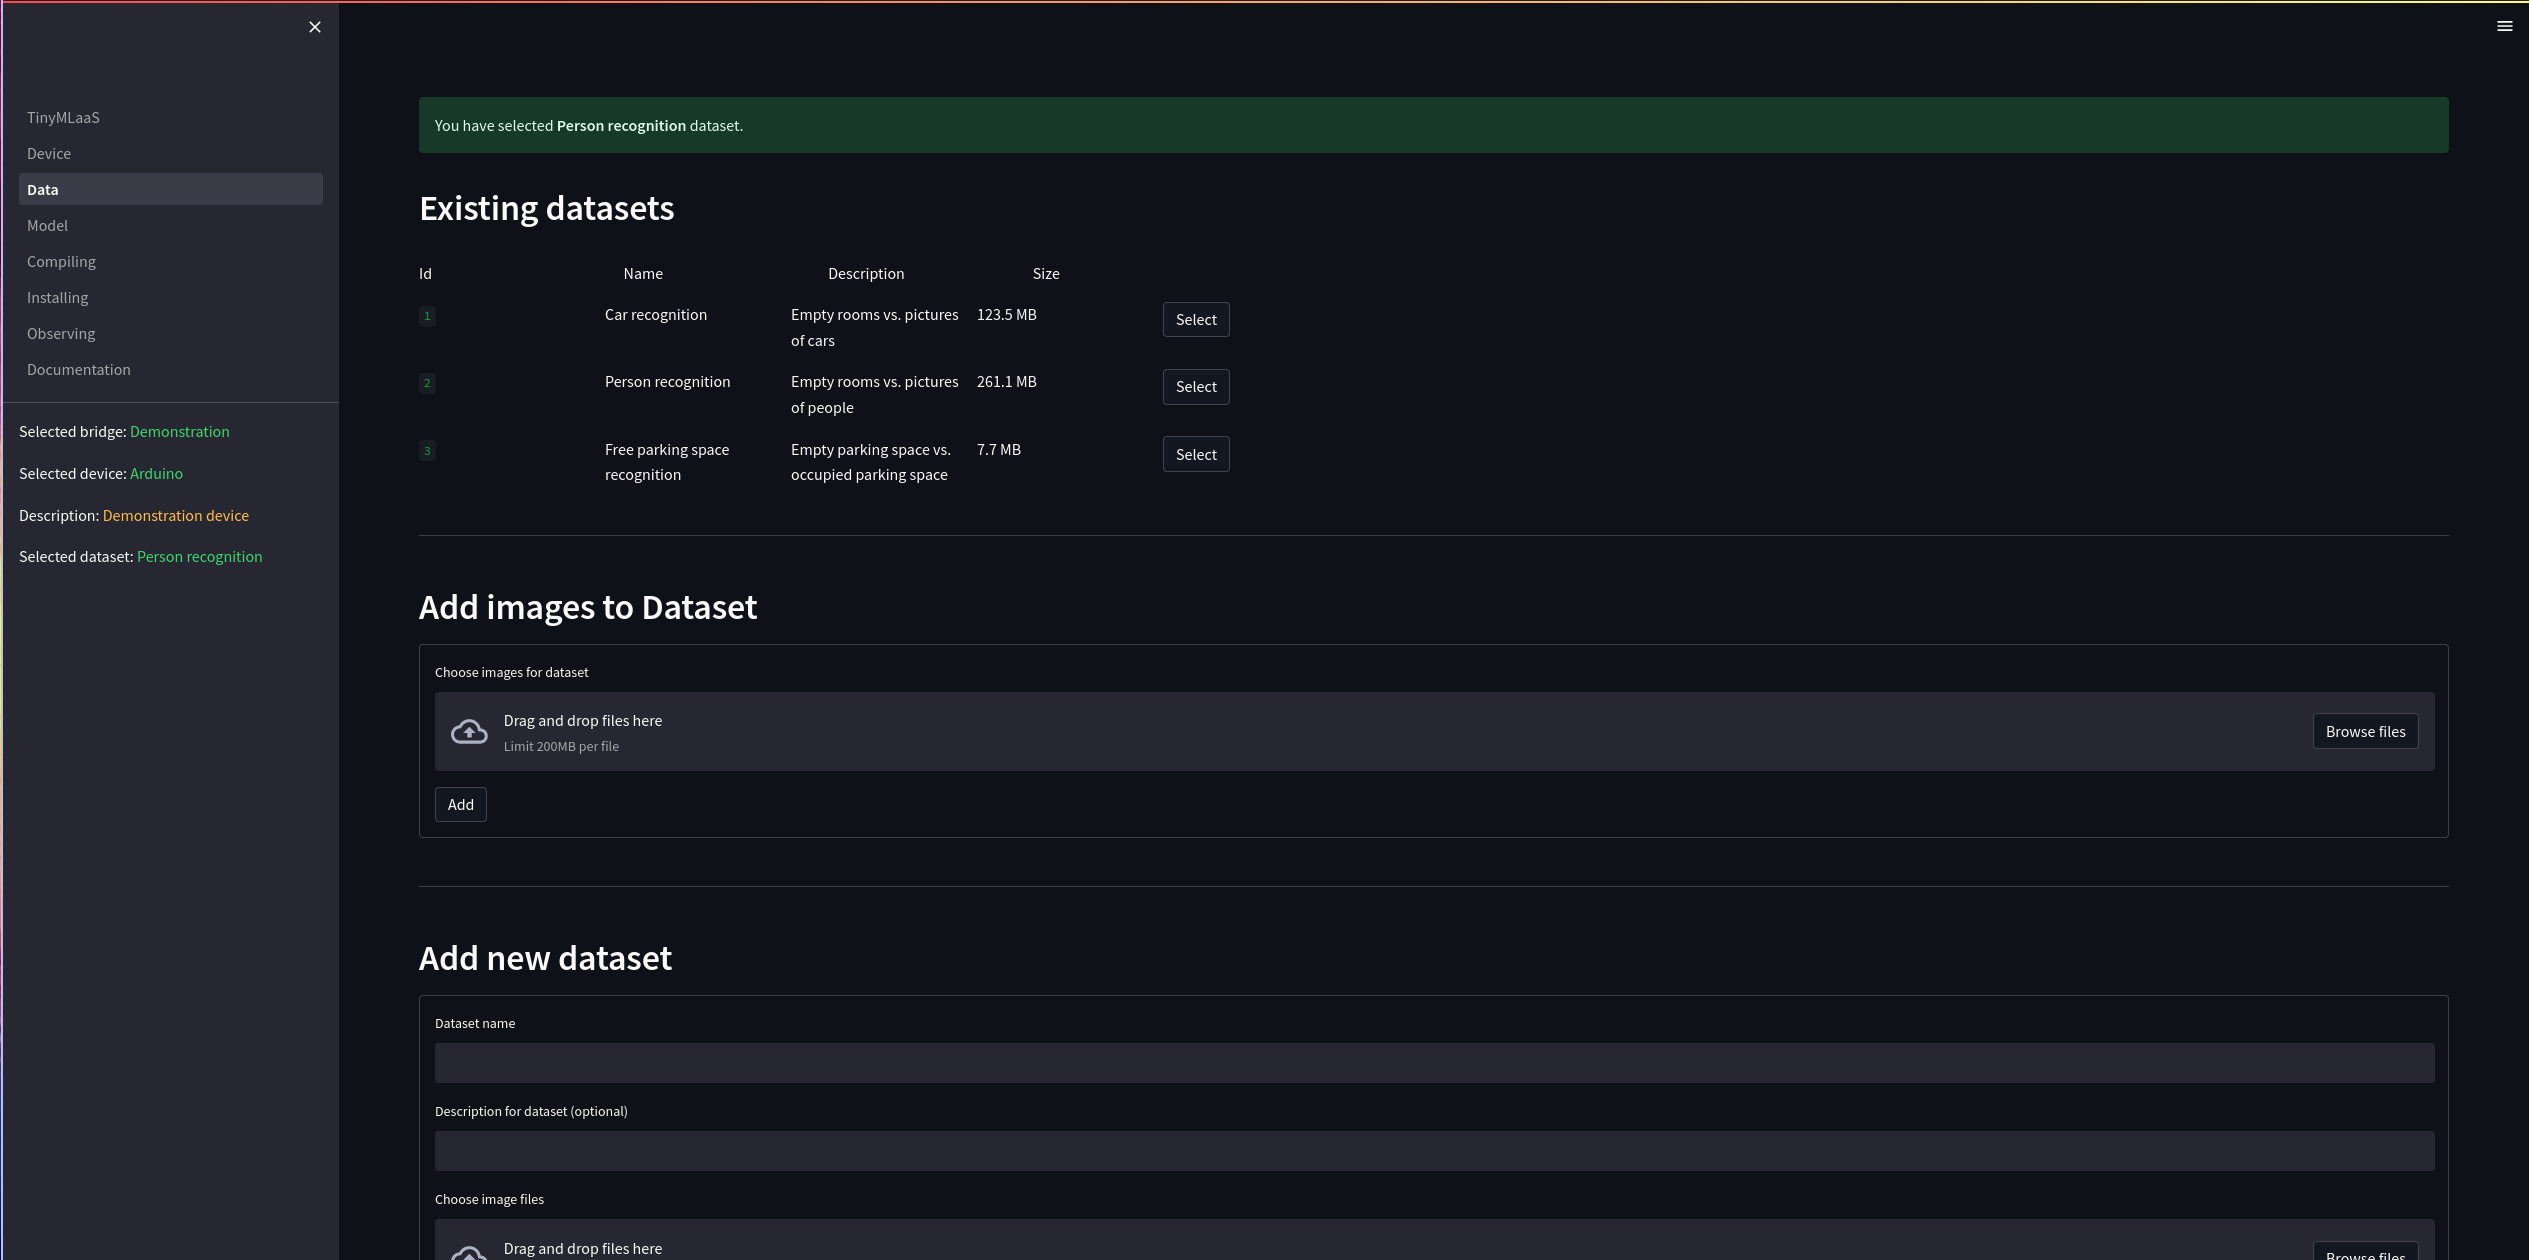 TinyMLaaS
Device
Data
Model
Compiling
Installing
Observing
Documentation
Selected bridge: Demonstration
Selected device: Arduino
Description: Demonstration device
Selected dataset: Person recognition
You have selected Person recognition dataset.
Existing datasets
Id Name Description Size
1 Car recognition Empty rooms vs. pictures 123.5 MB Select
of cars
2 Person recognition Empty rooms vs. pictures 261.1 MB Select
of people
3 Free parking space Empty parking space vs. 7.7 MB Select
recognition occupied parking space
Add images to Dataset
Choose images for dataset
Drag and drop files here
Limit 200MB per file
Browse files
Add
Add new dataset
Dataset name
Description for dataset (optional)
Choose image files
Drag and drop files here
Browse files